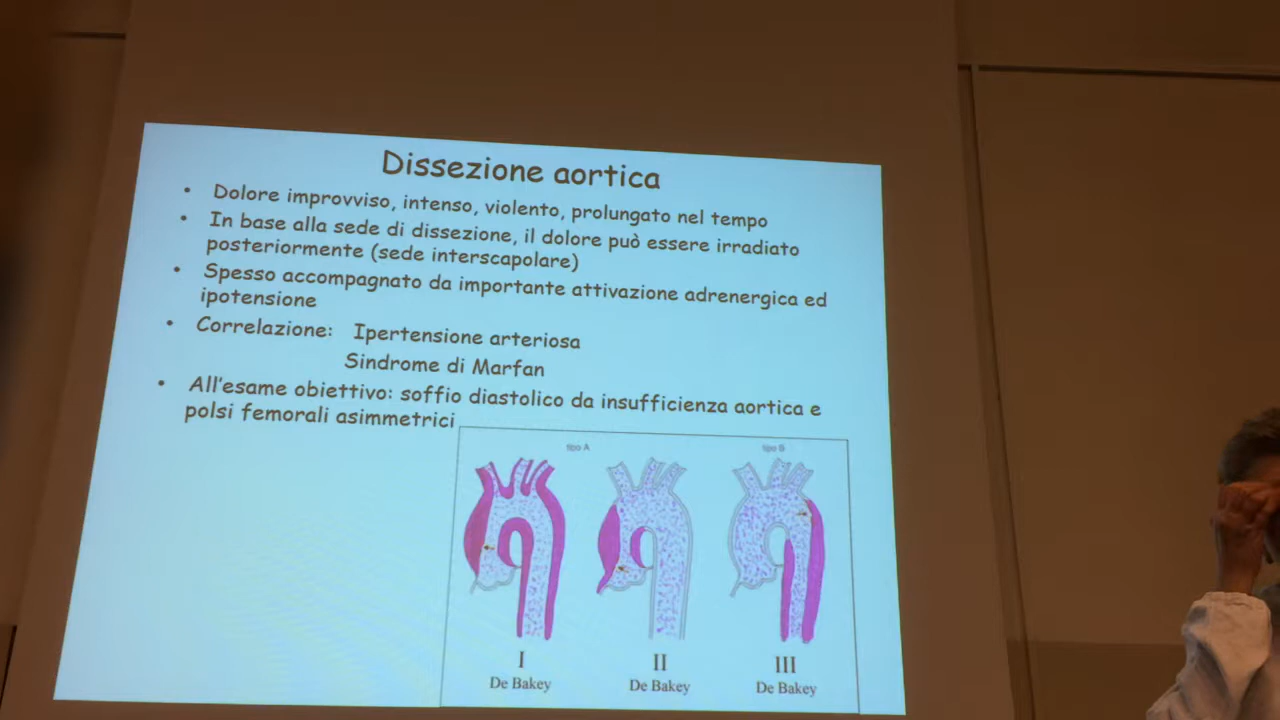 Dissezione aortica
• Dolore improvviso, intenso, violento, prolungato nel tempo
• In base alla sede di dissezione, il dolore può essere irradiato
posteriormente (sede interscapolare)
• Spesso accompagnato da importante attivazione adrenergica ed
ipotensione
• Correlazione: Ipertensione arteriosa
Sindrome di Marfan
• All'esame obiettivo: soffio diastolico da insufficienza aortica e
polsi femorali asimmetrici
tipo A tipo B
I II III
De Bakey De Bakey De Bakey